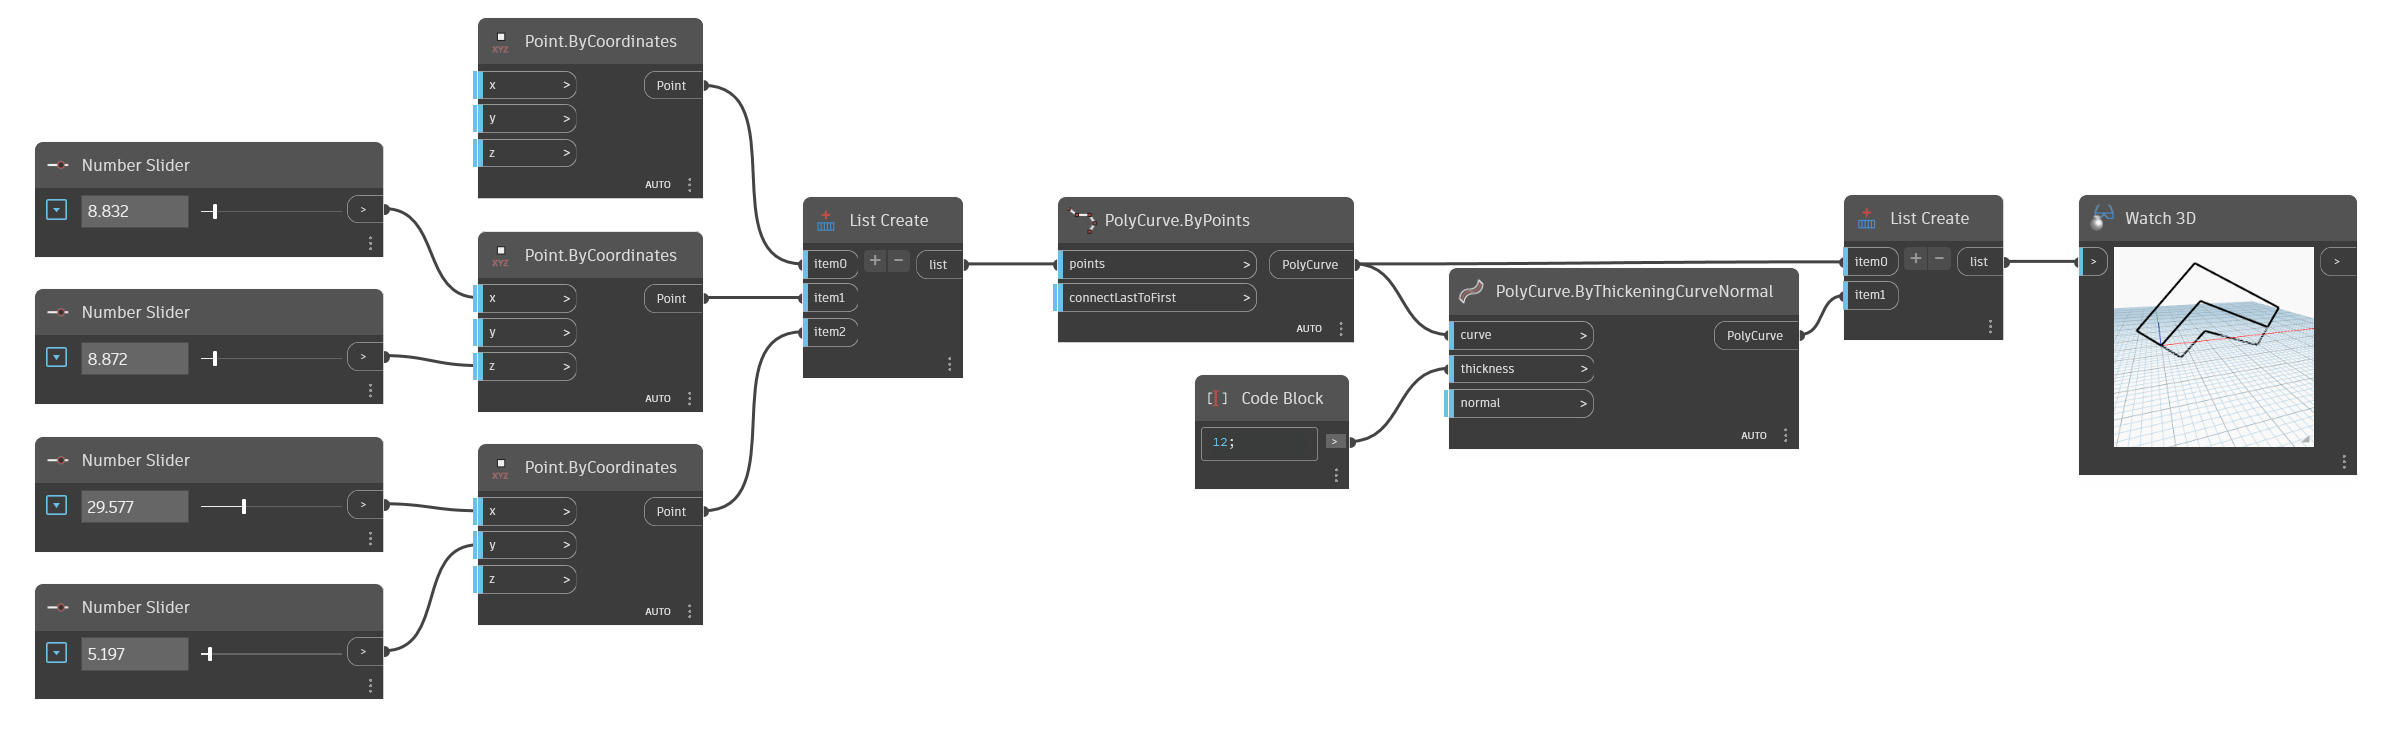 Number Slider
8.832
>
Number Slider
8.872
>
Number Slider
29.577
>
Number Slider
5.197
>
XYZ
Point.ByCoordinates
x >
Point
y >
z >
AUTO
XYZ
Point.ByCoordinates
x >
Point
y >
z >
AUTO
XYZ
Point.ByCoordinates
x >
Point
y >
z >
AUTO
List Create
item0
+ -
list
item1
item2
PolyCurve.ByPoints
points >
PolyCurve
connectLastToFirst >
AUTO
Code Block
12;
>
PolyCurve.ByThickeningCurveNormal
curve >
PolyCurve
thickness >
normal >
AUTO
List Create
item0
+ -
list
item1
Watch 3D
>
>